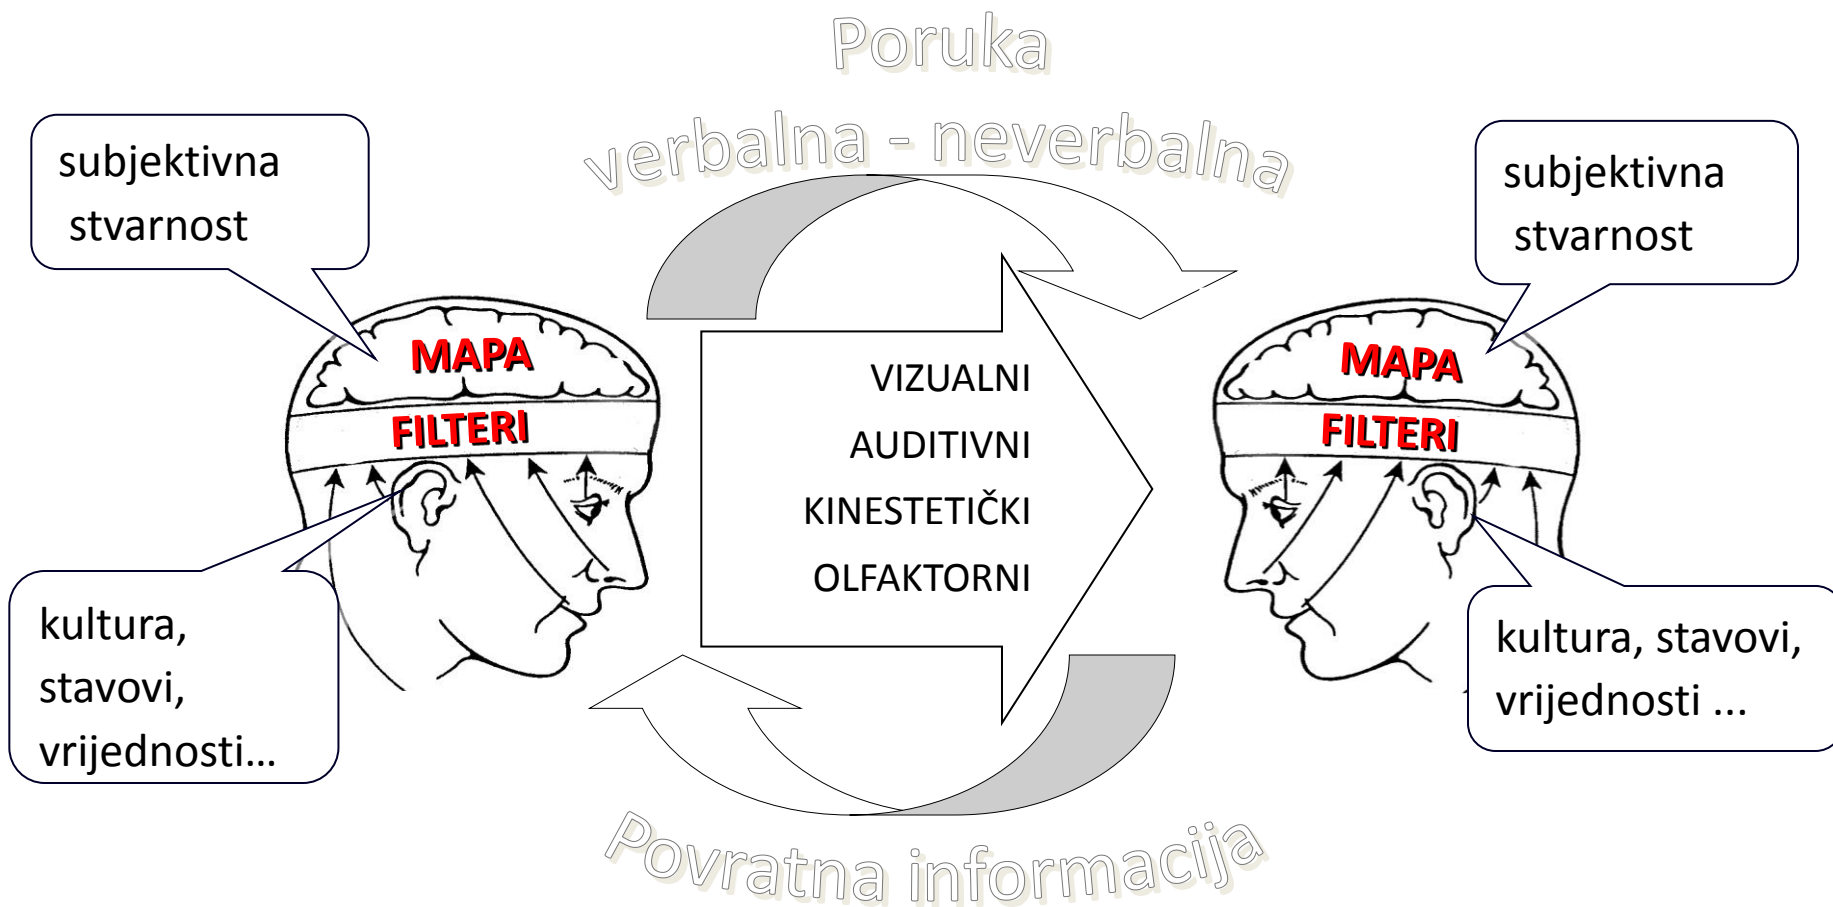 Poruka
verbalna - neverbalna
subjektivna
stvarnost
subjektivna
stvarnost
MAPA
FILTERI
VIZUALNI
AUDITIVNI
KINESTETIČKI
OLFAKTORNI
MAPA
FILTERI
kultura,
stavovi,
vrijednosti...
kultura, stavovi,
vrijednosti ...
Povratna informacija